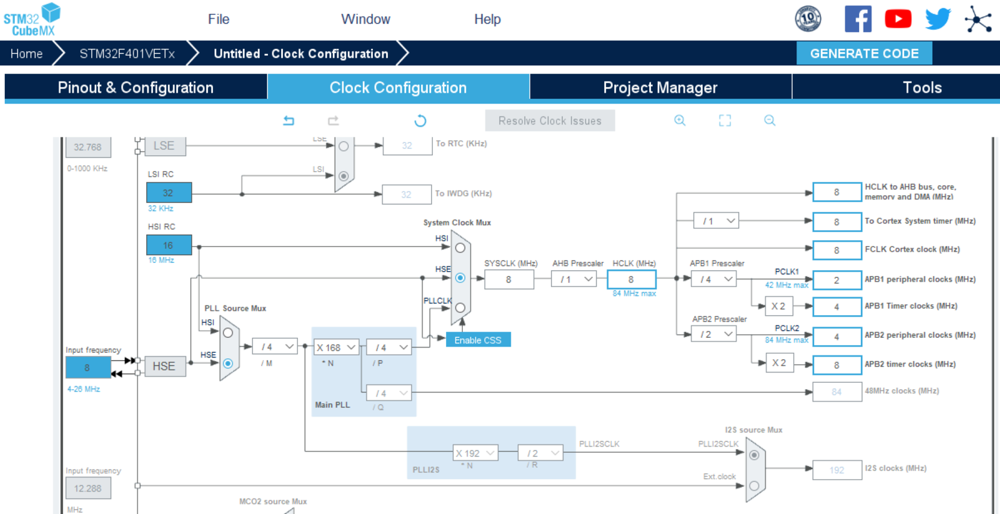 STM32
CubeMX
File
Window
Help
10
YEARS
Home
STM32F401VETx
Untitled - Clock Configuration
GENERATE CODE
Pinout & Configuration
Clock Configuration
Project Manager
Tools
Resolve Clock Issues
32.768
LSE
LSE
32
To RTC (KHz)
0-1000 KHz
LSI RC
LSI
32
32 KHz
32
To IWDG (KHz)
HSI RC
16
16 MHz
System Clock Mux
HSI
HSE
PLLCLK
SYSCLK (MHz)
8
AHB Prescaler
/ 1
HCLK (MHz)
8
84 MHz max
8
HCLK to AHB bus, core,
memory and DMA (MHz)
/ 1
8
To Cortex System timer (MHz)
8
FCLK Cortex clock (MHz)
APB1 Prescaler
/ 4
PCLK1
42 MHz max
2
APB1 peripheral clocks (MHz)
X 2
4
APB1 Timer clocks (MHz)
APB2 Prescaler
/ 2
PCLK2
84 MHz max
4
APB2 peripheral clocks (MHz)
X 2
8
APB2 timer clocks (MHz)
84
48MHz clocks (MHz)
Enable CSS
PLL Source Mux
HSI
HSE
Input frequency
8
4-26 MHz
HSE
/ 4
/ M
X 168
* N
/ 4
/ P
/ 4
/ Q
Main PLL
X 192
* N
/ 2
/ R
PLLI2S
PLLI2SCLK
I2S source Mux
PLLI2SCLK
Ext.clock
192
I2S clocks (MHz)
Input frequency
12.288
MHz
MCO2 source Mux